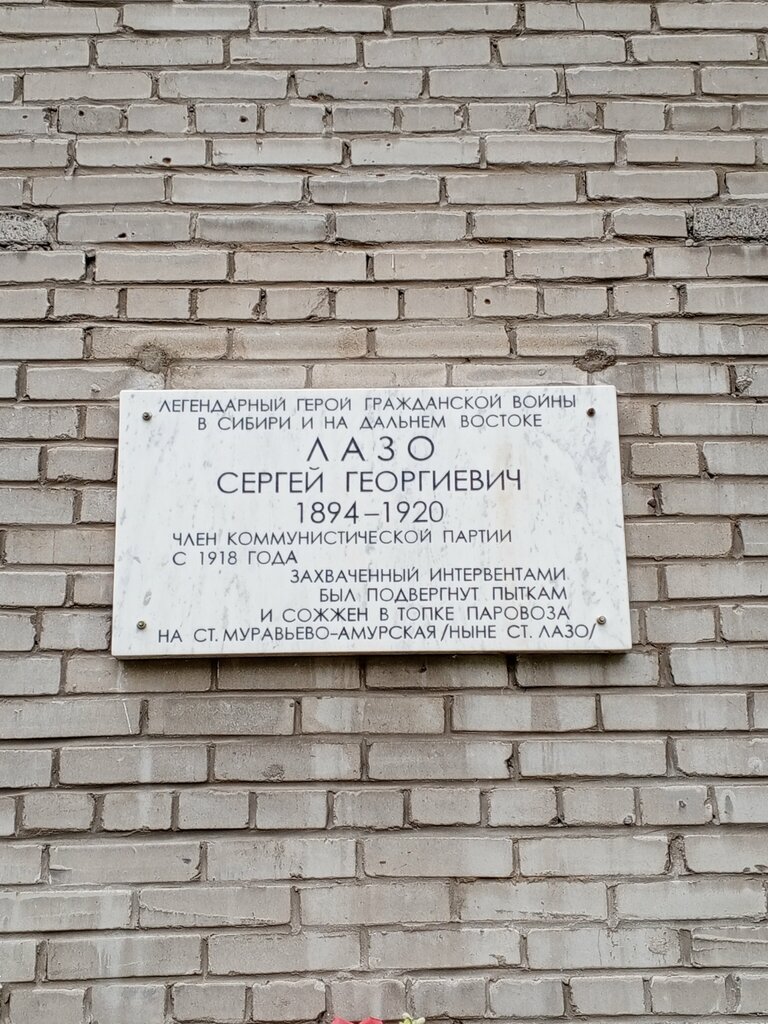 ЛЕГЕНДАРНЫЙ ГЕРОЙ ГРАЖДАНСКОЙ ВОЙНЫ
В СИБИРИ И НА ДАЛЬНЕМ ВОСТОКЕ
ЛАЗО
СЕРГЕЙ ГЕОРГИЕВИЧ
1894–1920
ЧЛЕН КОММУНИСТИЧЕСКОЙ ПАРТИИ
С 1918 ГОДА
ЗАХВАЧЕННЫЙ ИНТЕРВЕНТАМИ
БЫЛ ПОДВЕРГНУТ ПЫТКАМ
И СОЖЖЕН В ТОПКЕ ПАРОВОЗА
НА СТ. МУРАВЬЕВО-АМУРСКАЯ /НЫНЕ СТ. ЛАЗО/